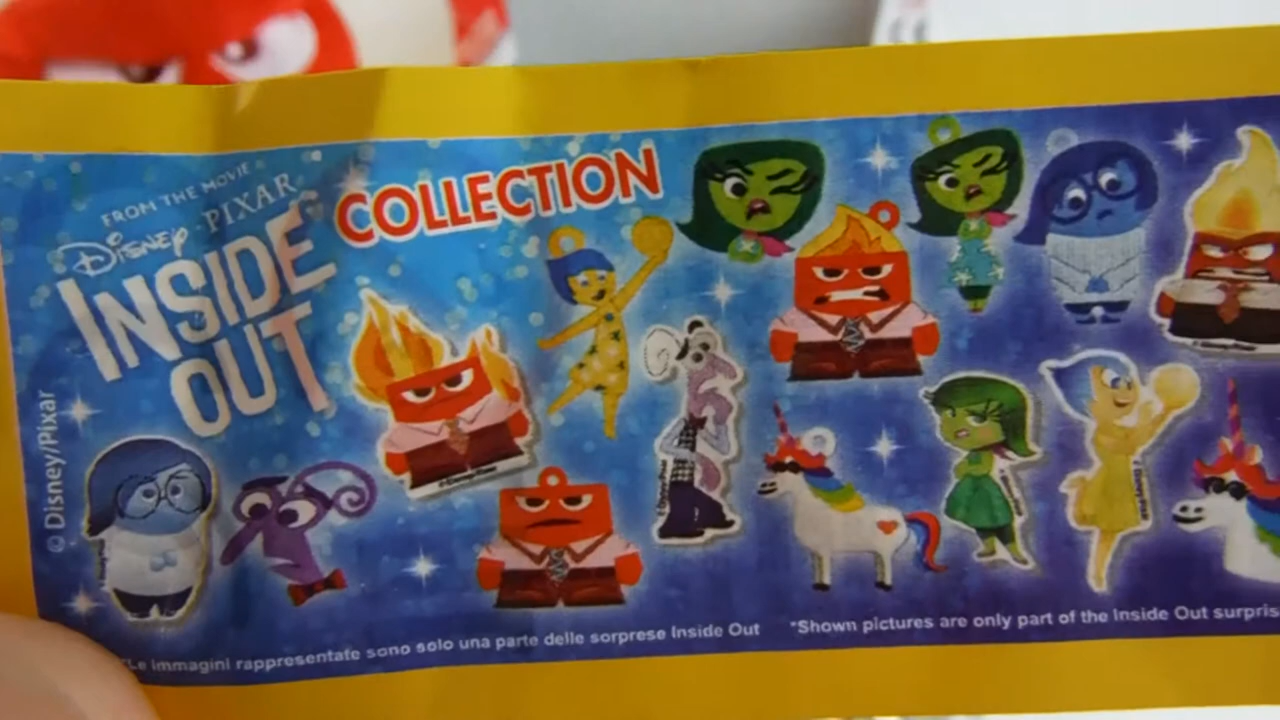 FROM THE MOVIE
DISNEY · PIXAR
INSIDE
OUT
COLLECTION
© Disney/Pixar
*Le immagini rappresentate sono solo una parte delle sorprese Inside Out
*Shown pictures are only part of the Inside Out surpris